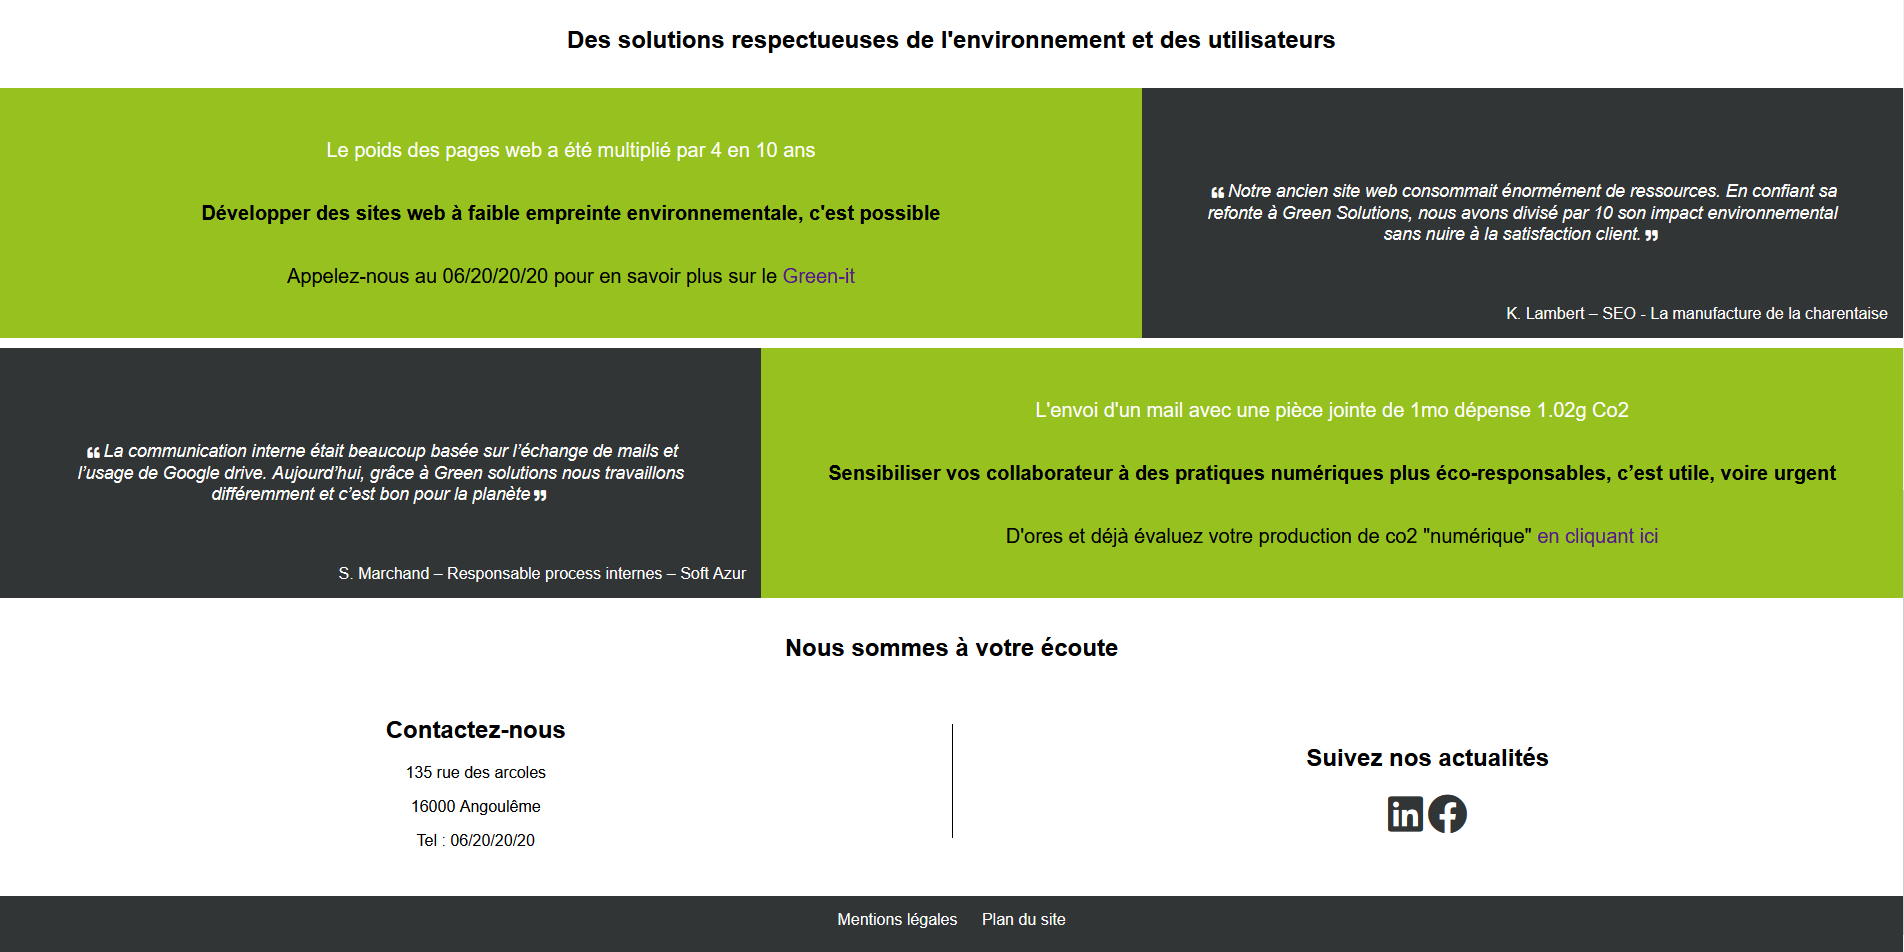 Des solutions respectueuses de l'environnement et des utilisateurs
Le poids des pages web a été multiplié par 4 en 10 ans
Développer des sites web à faible empreinte environnementale, c'est possible
Appelez-nous au 06/20/20/20 pour en savoir plus sur le Green-it
❝ Notre ancien site web consommait énormément de ressources. En confiant sa
refonte à Green Solutions, nous avons divisé par 10 son impact environnemental
sans nuire à la satisfaction client. ❞
K. Lambert – SEO - La manufacture de la charentaise
❝ La communication interne était beaucoup basée sur l’échange de mails et
l’usage de Google drive. Aujourd’hui, grâce à Green solutions nous travaillons
différemment et c’est bon pour la planète ❞
S. Marchand – Responsable process internes – Soft Azur
L'envoi d'un mail avec une pièce jointe de 1mo dépense 1.02g Co2
Sensibiliser vos collaborateur à des pratiques numériques plus éco-responsables, c’est utile, voire urgent
D'ores et déjà évaluez votre production de co2 "numérique" en cliquant ici
Nous sommes à votre écoute
Contactez-nous
135 rue des arcoles
16000 Angoulême
Tel : 06/20/20/20
Suivez nos actualités
in f
Mentions légales Plan du site